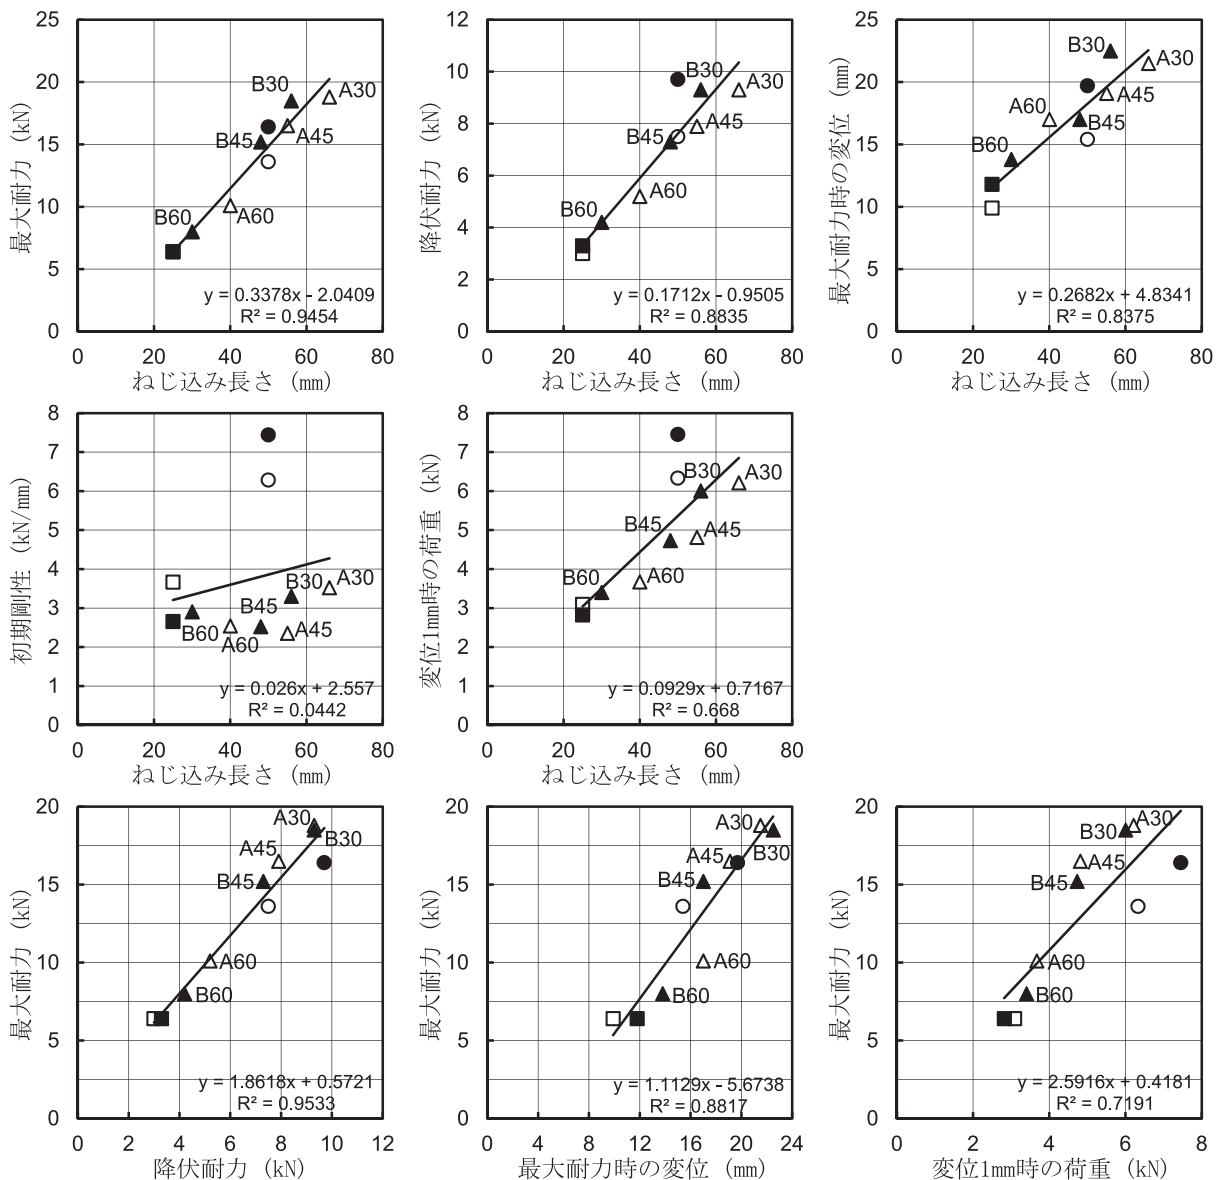 最大耐力 (kN)
25
20
15
10
5
0
B30
A30
B45
A45
B60
A60
y = 0.3378x - 2.0409
R² = 0.9454
0 20 40 60 80
ねじ込み長さ (mm)
降伏耐力 (kN)
12
10
8
6
4
2
0
B30
A30
B45
A45
B60
A60
y = 0.1712x - 0.9505
R² = 0.8835
0 20 40 60 80
ねじ込み長さ (mm)
最大耐力時の変位 (mm)
25
20
15
10
5
0
B30
A30
A45
A60
B45
B60
y = 0.2682x + 4.8341
R² = 0.8375
0 20 40 60 80
ねじ込み長さ (mm)
初期剛性 (kN/mm)
8
7
6
5
4
3
2
1
0
B30
A30
B45
B60
A60
A45
y = 0.026x + 2.557
R² = 0.0442
0 20 40 60 80
ねじ込み長さ (mm)
変位1mm時の荷重 (kN)
8
7
6
5
4
3
2
1
0
B30
A30
B45
A45
B60
A60
y = 0.0929x + 0.7167
R² = 0.668
0 20 40 60 80
ねじ込み長さ (mm)
最大耐力 (kN)
20
15
10
5
0
A30
B30
A45
B45
A60
B60
y = 1.8618x + 0.5721
R² = 0.9533
0 2 4 6 8 10 12
降伏耐力 (kN)
最大耐力 (kN)
20
15
10
5
0
A30
A45
B30
B45
A60
B60
y = 1.1129x - 5.6738
R² = 0.8817
0 4 8 12 16 20 24
最大耐力時の変位 (mm)
最大耐力 (kN)
20
15
10
5
0
A30
B30
A45
B45
A60
B60
y = 2.5916x + 0.4181
R² = 0.7191
0 2 4 6 8
変位1mm時の荷重 (kN)